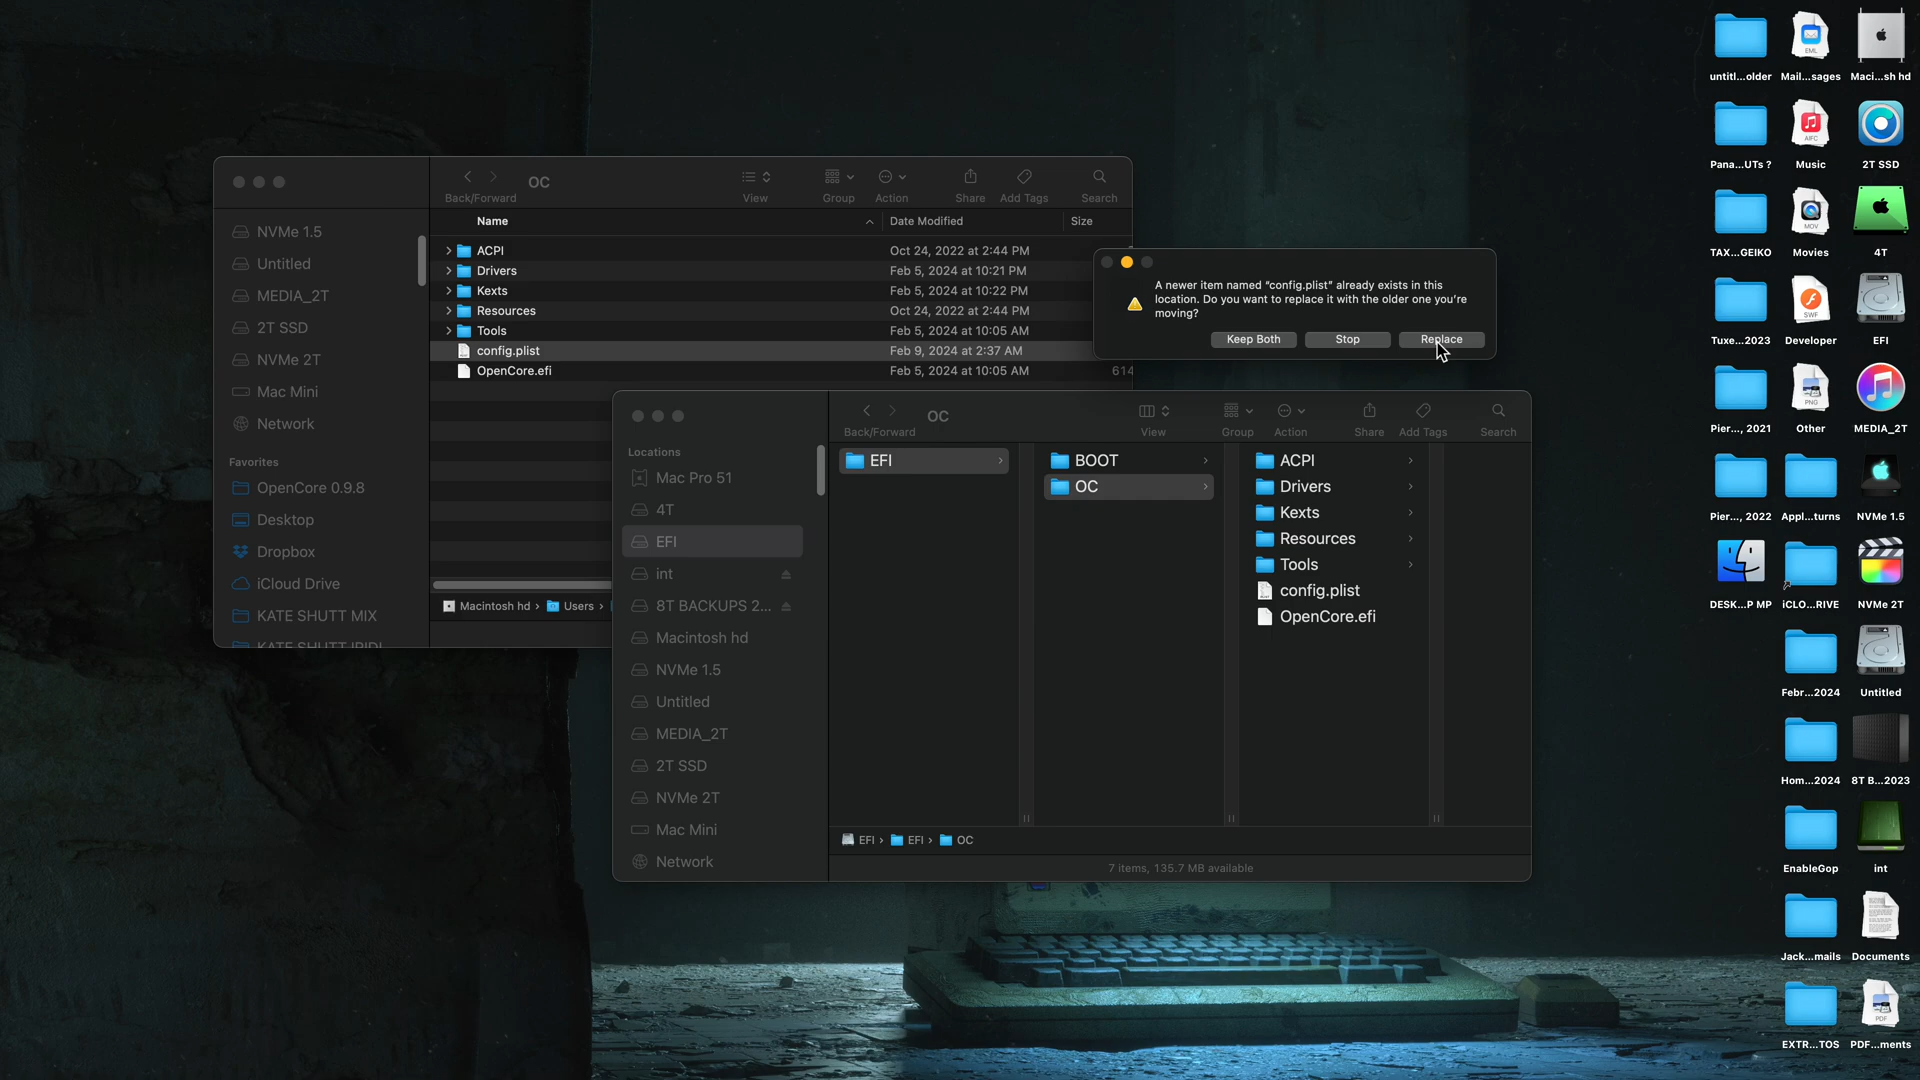 OC
Back/Forward
View
Group
Action
Share
Add Tags
Search
NVMe 1.5
Untitled
MEDIA_2T
2T SSD
NVMe 2T
Mac Mini
Network
Favorites
OpenCore 0.9.8
Desktop
Dropbox
iCloud Drive
KATE SHUTT MIX
Name
Date Modified
Size
ACPI
Oct 24, 2022 at 2:44 PM
Drivers
Feb 5, 2024 at 10:21 PM
Kexts
Feb 5, 2024 at 10:22 PM
Resources
Oct 24, 2022 at 2:44 PM
Tools
Feb 5, 2024 at 10:05 AM
config.plist
Feb 9, 2024 at 2:37 AM
OpenCore.efi
Feb 5, 2024 at 10:05 AM
614
Macintosh hd
Users
A newer item named “config.plist” already exists in this
location. Do you want to replace it with the older one you’re
moving?
Keep Both
Stop
Replace
OC
Back/Forward
View
Group
Action
Share
Add Tags
Search
Locations
Mac Pro 51
4T
EFI
int
8T BACKUPS 2...
Macintosh hd
NVMe 1.5
Untitled
MEDIA_2T
2T SSD
NVMe 2T
Mac Mini
Network
EFI
BOOT
OC
ACPI
Drivers
Kexts
Resources
Tools
config.plist
OpenCore.efi
EFI
EFI
OC
7 items, 135.7 MB available
untitl...older
Mail...sages
Maci...sh hd
Pana...UTs ?
Music
2T SSD
TAX...GEIKO
Movies
4T
Tuxe...2023
Developer
EFI
Pier..., 2021
Other
MEDIA_2T
Pier..., 2022
Appl...turns
NVMe 1.5
DESK...P MP
iCLO...RIVE
NVMe 2T
Febr...2024
Untitled
Hom...2024
8T B...2023
EnableGop
int
Jack...mails
Documents
EXTR...TOS
PDF...ments
EML
AIFC
MOV
SWF
PNG
PDF